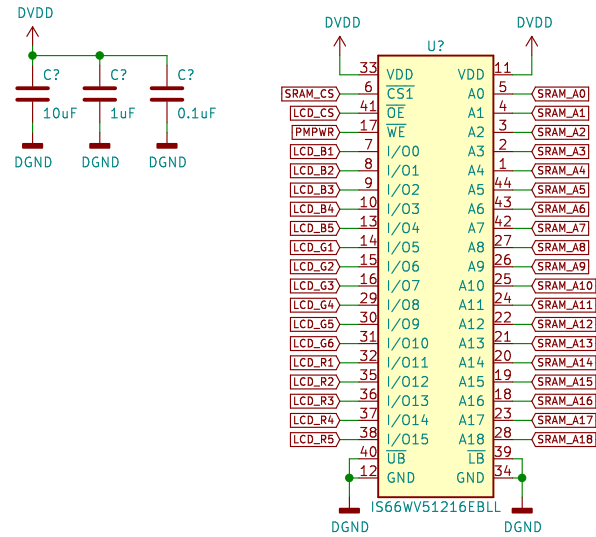 DVDD
C? C? C?
10uF 1uF 0.1uF
DGND DGND DGND
DVDD DVDD
U?
33 VDD VDD 11
SRAM_CS 6 CS1 A0 5 SRAM_A0
LCD_CS 41 OE A1 4 SRAM_A1
PMPWR 17 WE A2 3 SRAM_A2
LCD_B1 7 I/O0 A3 2 SRAM_A3
LCD_B2 8 I/O1 A4 1 SRAM_A4
LCD_B3 9 I/O2 A5 44 SRAM_A5
LCD_B4 10 I/O3 A6 43 SRAM_A6
LCD_B5 13 I/O4 A7 42 SRAM_A7
LCD_G1 14 I/O5 A8 27 SRAM_A8
LCD_G2 15 I/O6 A9 26 SRAM_A9
LCD_G3 16 I/O7 A10 25 SRAM_A10
LCD_G4 29 I/O8 A11 24 SRAM_A11
LCD_G5 30 I/O9 A12 22 SRAM_A12
LCD_G6 31 I/O10 A13 21 SRAM_A13
LCD_R1 32 I/O11 A14 20 SRAM_A14
LCD_R2 35 I/O12 A15 19 SRAM_A15
LCD_R3 36 I/O13 A16 18 SRAM_A16
LCD_R4 37 I/O14 A17 23 SRAM_A17
LCD_R5 38 I/O15 A18 28 SRAM_A18
40 UB LB 39
12 GND GND 34
IS66WV51216EBLL
DGND DGND